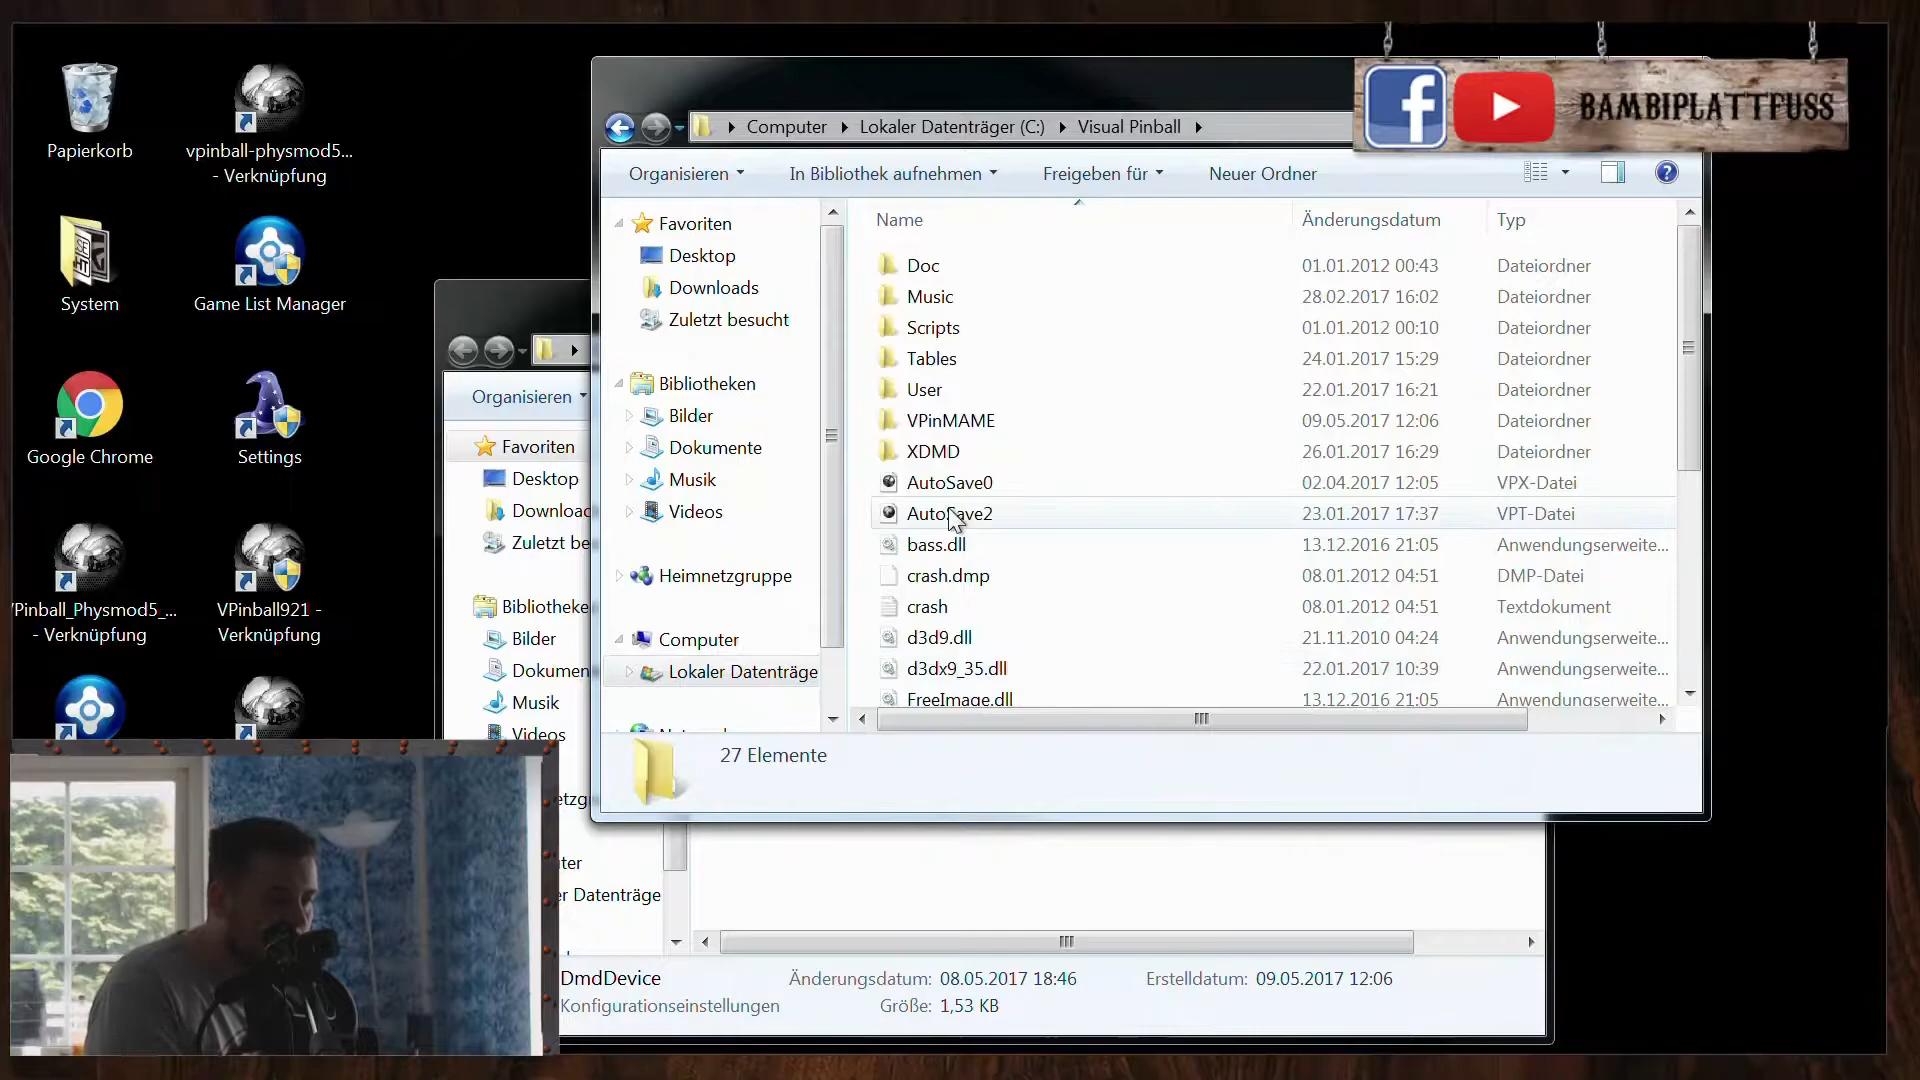 BAMBIPLATTFUSS
Papierkorb
vpinball-physmod5...
- Verknüpfung
System
Game List Manager
Google Chrome
Settings
VPinball921 -
Verknüpfung
Pinball_Physmod5_...
- Verknüpfung
Computer
Lokaler Datenträger (C:)
Visual Pinball
Organisieren
In Bibliothek aufnehmen
Freigeben für
Neuer Ordner
Favoriten
Desktop
Downloads
Zuletzt besucht
Bibliotheken
Bilder
Dokumente
Musik
Videos
Heimnetzgruppe
Computer
Lokaler Datenträge
Name Änderungsdatum Typ
Doc 01.01.2012 00:43 Dateiordner
Music 28.02.2017 16:02 Dateiordner
Scripts 01.01.2012 00:10 Dateiordner
Tables 24.01.2017 15:29 Dateiordner
User 22.01.2017 16:21 Dateiordner
VPinMAME 09.05.2017 12:06 Dateiordner
XDMD 26.01.2017 16:29 Dateiordner
AutoSave0 02.04.2017 12:05 VPX-Datei
AutoSave2 23.01.2017 17:37 VPT-Datei
bass.dll 13.12.2016 21:05 Anwendungserweite...
crash.dmp 08.01.2012 04:51 DMP-Datei
crash 08.01.2012 04:51 Textdokument
d3d9.dll 21.11.2010 04:24 Anwendungserweite...
d3dx9_35.dll 22.01.2017 10:39 Anwendungserweite...
FreeImage.dll 13.12.2016 21:05 Anwendungserweite...
27 Elemente
Organisieren
Favoriten
Desktop
Downloac
Zuletzt be
Bibliotheke
Bilder
Dokumen
Musik
Videos
etzg
ter
er Datenträge
DmdDevice Änderungsdatum: 08.05.2017 18:46 Erstelldatum: 09.05.2017 12:06
Konfigurationseinstellungen Größe: 1,53 KB